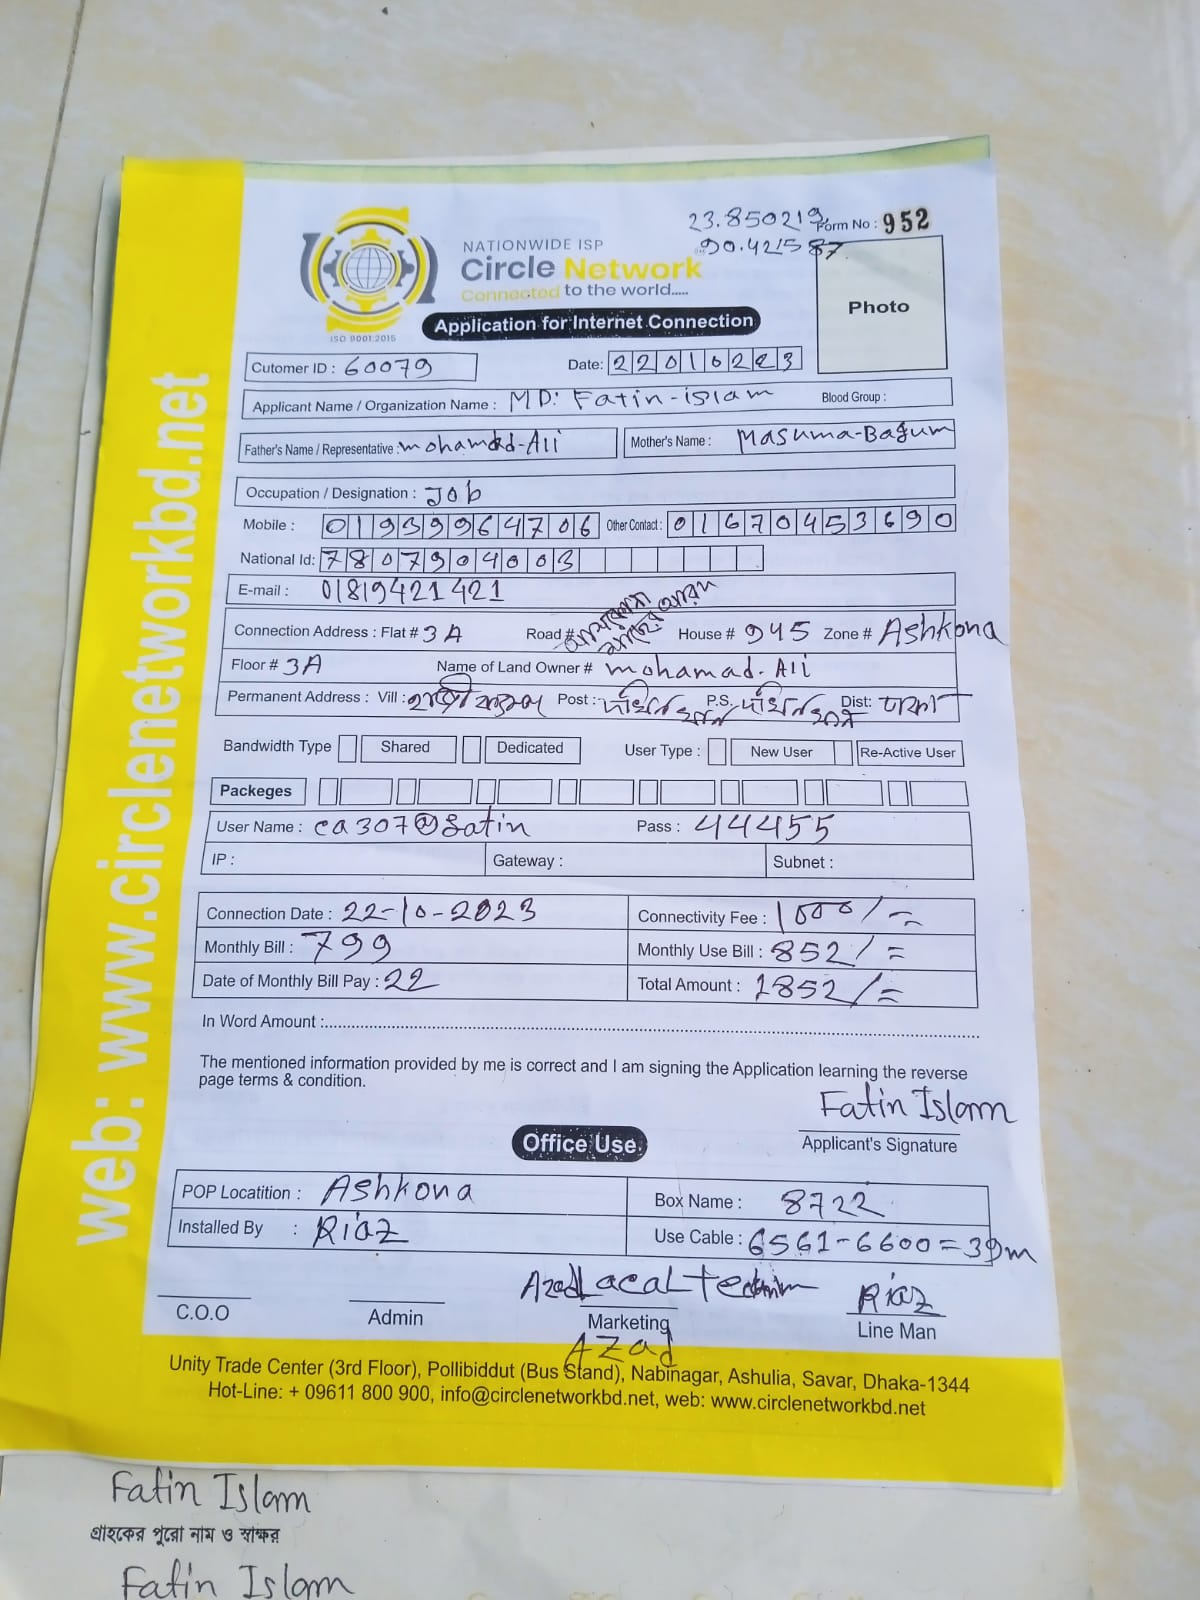 23.850219
Form No : 952
90.421587
NATIONWIDE ISP
Circle Network
Connected to the world.....
ISO 9001:2015
Application for Internet Connection
Photo
Cutomer ID : 60079 Date: 22010223
Applicant Name / Organization Name : MD: Fatin-islam Blood Group :
Father's Name / Representative : mohamad-Ali Mother's Name : Masuma-Bagum
Occupation / Designation : Job
Mobile : 01939964706 Other Contact : 01670453690
National Id: 7807904003
E-mail : 01819421421
Connection Address : Flat # 3A Road # House # 945 Zone # Ashkona
Floor # 3A Name of Land Owner # mohamad. Ali
Permanent Address : Vill : Post : P.S. Dist: ঢাকা
Bandwidth Type Shared Dedicated User Type : New User Re-Active User
Packeges
User Name : ca307@fatin Pass : 44455
IP : Gateway : Subnet :
Connection Date : 22-10-2023 Connectivity Fee : 1000/=
Monthly Bill : 799 Monthly Use Bill : 852/=
Date of Monthly Bill Pay : 22 Total Amount : 1852/=
In Word Amount :
The mentioned information provided by me is correct and I am signing the Application learning the reverse
page terms & condition.
Fatin Islam
Applicant's Signature
Office Use
POP Locatition : Ashkona Box Name : 8722
Installed By : Riaz Use Cable : 6561-6600=39m
Azad Lacal Riaz
C.O.O Admin Marketing Line Man
Azad
Unity Trade Center (3rd Floor), Pollibiddut (Bus Stand), Nabinagar, Ashulia, Savar, Dhaka-1344
Hot-Line: + 09611 800 900, info@circlenetworkbd.net, web: www.circlenetworkbd.net
web: www.circlenetworkbd.net
Fatin Islam
গ্রাহকের পুরো নাম ও স্বাক্ষর
Fatin Islam